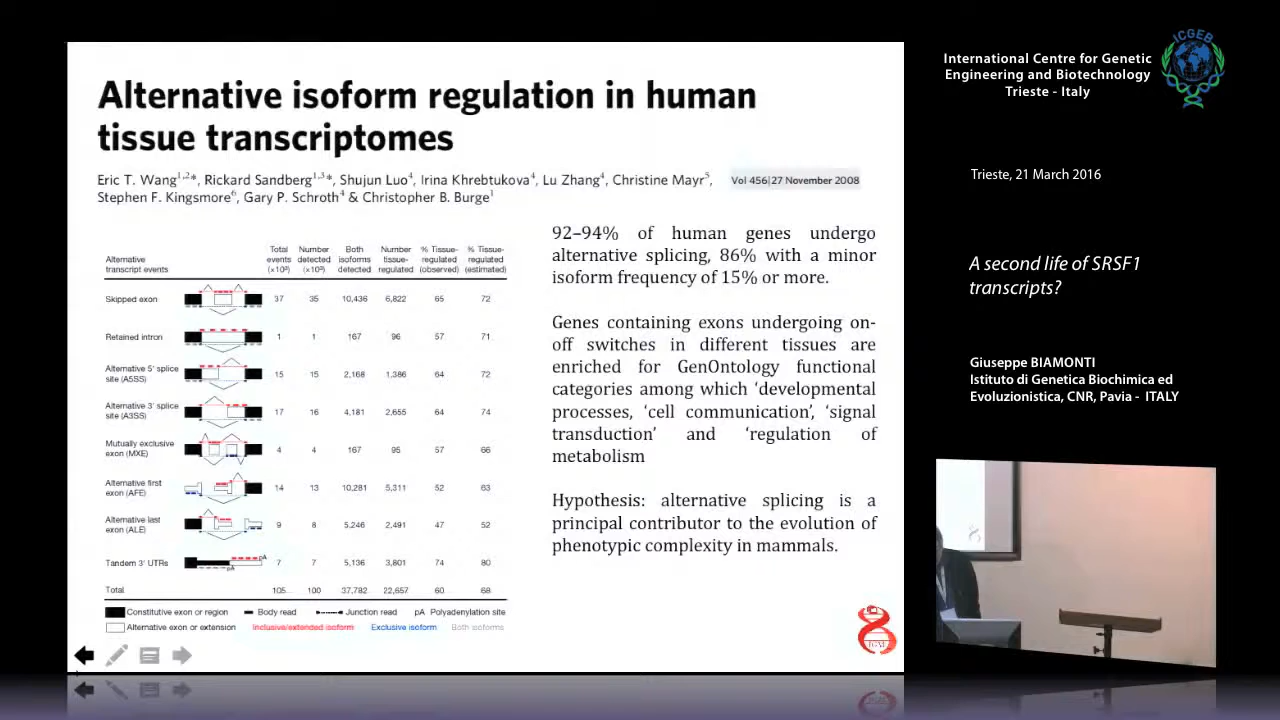 Alternative isoform regulation in human
tissue transcriptomes
Eric T. Wang1,2*, Rickard Sandberg1,3*, Shujun Luo4, Irina Khrebtukova4, Lu Zhang4, Christine Mayr5,
Stephen F. Kingsmore6, Gary P. Schroth4 & Christopher B. Burge1
Vol 456|27 November 2008
Alternative transcript events Total events (×10³) Number detected (×10³) Both isoforms detected Number tissue-regulated % Tissue-regulated (observed) % Tissue-regulated (estimated)
Skipped exon 37 35 10,436 6,822 65 72
Retained intron 1 1 167 96 57 71
Alternative 5' splice site (A5SS) 15 15 2,168 1,386 64 72
Alternative 3' splice site (A3SS) 17 16 4,181 2,655 64 74
Mutually exclusive exon (MXE) 4 4 167 95 57 66
Alternative first exon (AFE) 14 13 10,281 5,311 52 63
Alternative last exon (ALE) 9 8 5,246 2,491 47 52
Tandem 3' UTRs pA pA 7 7 5,136 3,801 74 80
Total 105 100 37,782 22,657 60 68
Constitutive exon or region Body read Junction read pA Polyadenylation site
Alternative exon or extension Inclusive/extended isoform Exclusive isoform Both isoforms
92–94% of human genes undergo
alternative splicing, 86% with a minor
isoform frequency of 15% or more.
Genes containing exons undergoing on-
off switches in different tissues are
enriched for GenOntology functional
categories among which ‘developmental
processes, ‘cell communication’, ‘signal
transduction’ and ‘regulation of
metabolism
Hypothesis: alternative splicing is a
principal contributor to the evolution of
phenotypic complexity in mammals.
IGM
International Centre for Genetic
Engineering and Biotechnology
Trieste - Italy
ICGEB
Trieste, 21 March 2016
A second life of SRSF1
transcripts?
Giuseppe BIAMONTI
Istituto di Genetica Biochimica ed
Evoluzionistica, CNR, Pavia - ITALY